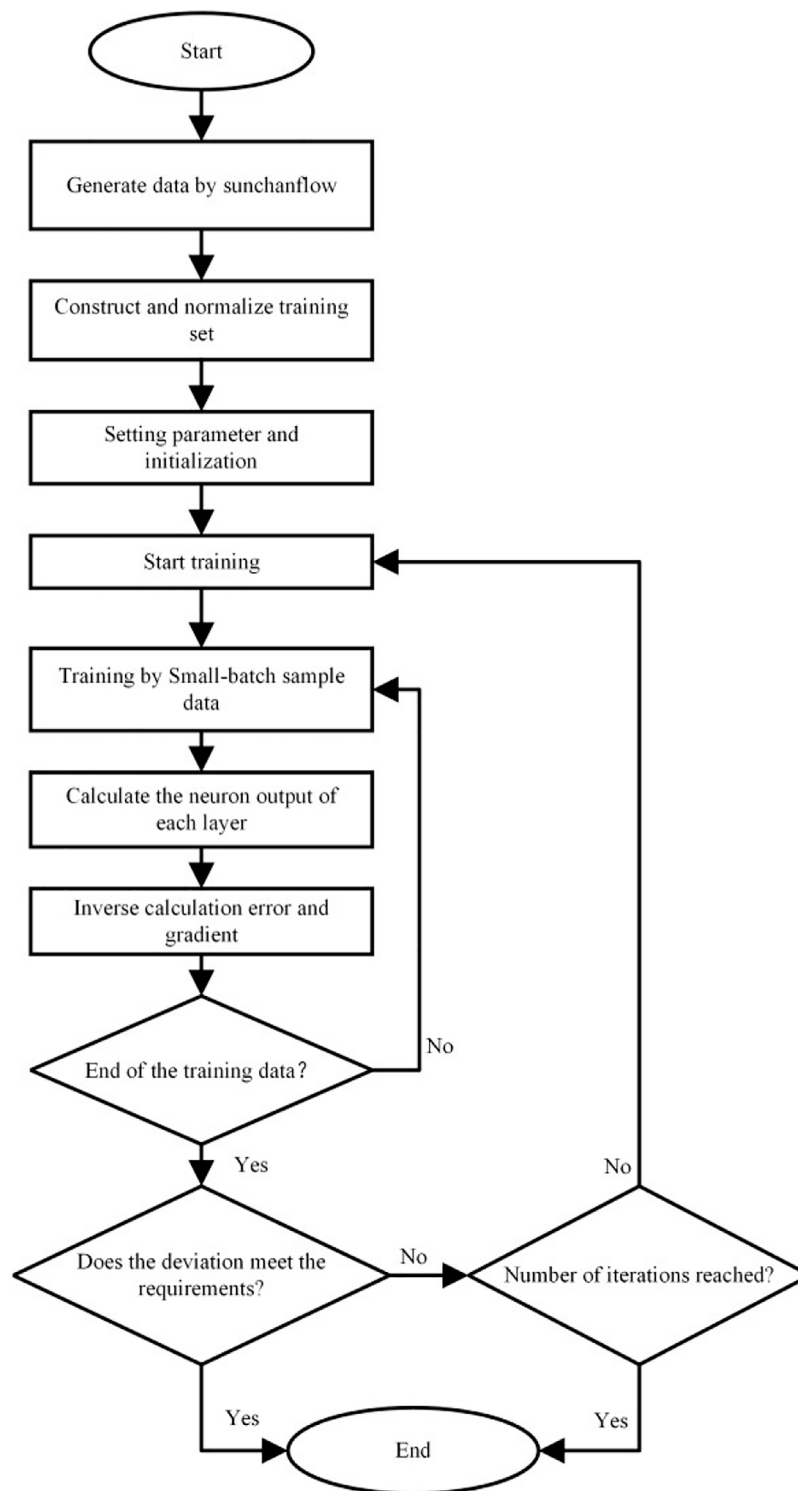 Start
Generate data by sunchanflow
Construct and normalize training
set
Setting parameter and
initialization
Start training
Training by Small-batch sample
data
Calculate the neuron output of
each layer
Inverse calculation error and
gradient
End of the training data?
No
Yes
Does the deviation meet the
requirements?
No
Number of iterations reached?
No
Yes
Yes
End